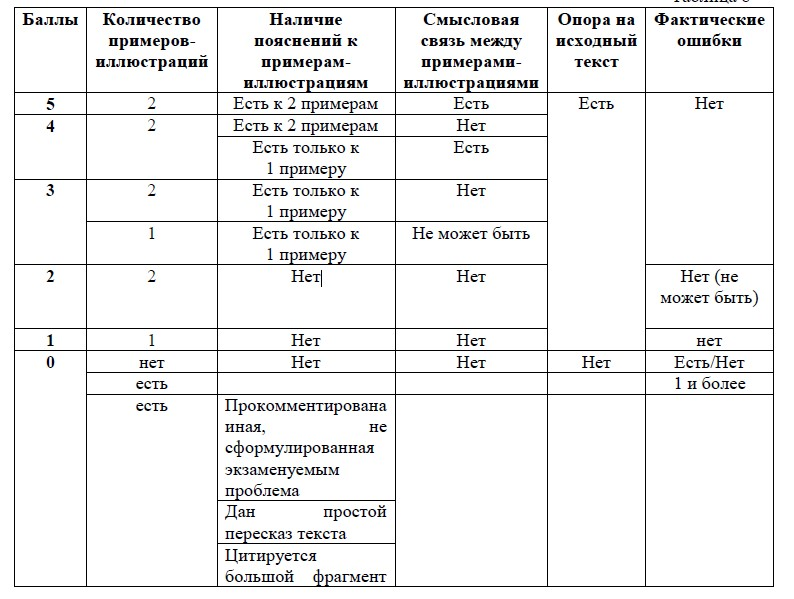 Баллы
Количество
примеров-
иллюстраций
Наличие
пояснений к
примерам-
иллюстрациям
Смысловая
связь между
примерами-
иллюстрациями
Опора на
исходный
текст
Фактические
ошибки
5
2
Есть к 2 примерам
Есть
Есть
Нет
4
2
Есть к 2 примерам
Нет
Есть только к
1 примеру
Есть
3
2
Есть только к
1 примеру
Нет
1
Есть только к
1 примеру
Не может быть
2
2
Нет
Нет
Нет (не
может быть)
1
1
Нет
Нет
нет
0
нет
Нет
Нет
Нет
Есть/Нет
есть
1 и более
есть
Прокомментирована
иная, не
сформулированная
экзаменуемым
проблема
Дан простой
пересказ текста
Цитируется
большой фрагмент